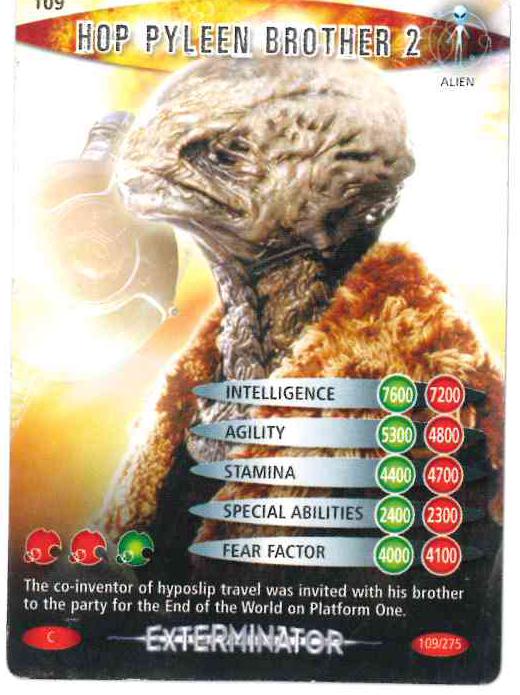 109
HOP PYLEEN BROTHER 2
ALIEN
INTELLIGENCE 7600 7200
AGILITY 5300 4800
STAMINA 4400 4700
SPECIAL ABILITIES 2400 2300
FEAR FACTOR 4000 4100
The co-inventor of hyposlip travel was invited with his brother
to the party for the End of the World on Platform One.
C EXTERMINATOR 109/275